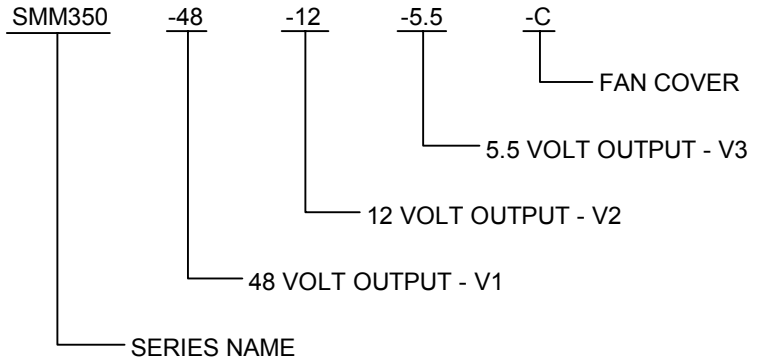 SMM350 -48 -12 -5.5 -C
FAN COVER
5.5 VOLT OUTPUT - V3
12 VOLT OUTPUT - V2
48 VOLT OUTPUT - V1
SERIES NAME